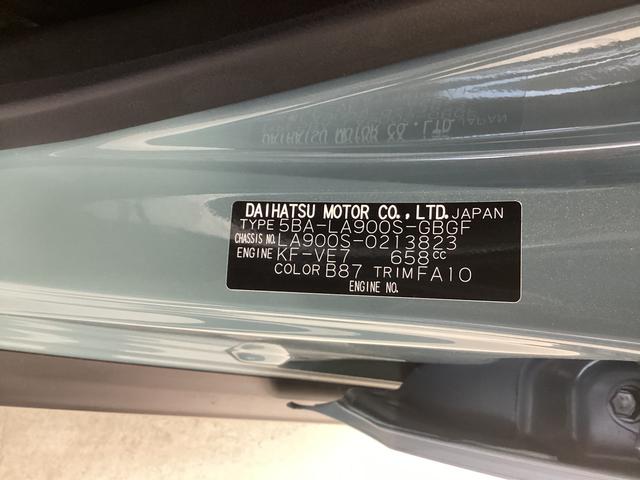 DAIHATSU MOTOR CO., LTD. JAPAN
TYPE 5BA-LA900S-GBGF
CHASSIS NO. LA900S-0213823
ENGINE KF-VE7 658cc
COLOR B87 TRIM FA10
ENGINE NO.